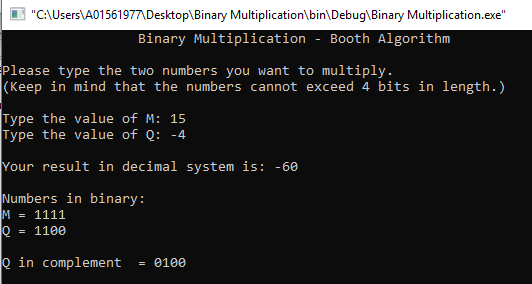 "C:\Users\A01561977\Desktop\Binary Multiplication\bin\Debug\Binary Multiplication.exe"
Binary Multiplication - Booth Algorithm
Please type the two numbers you want to multiply.
(Keep in mind that the numbers cannot exceed 4 bits in length.)
Type the value of M: 15
Type the value of Q: -4
Your result in decimal system is: -60
Numbers in binary:
M = 1111
Q = 1100
Q in complement  = 0100